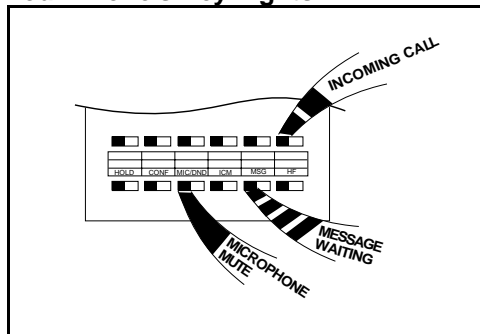 INCOMING CALL
HOLD CONF MIC/DND ICM MSG HF
MESSAGE
WAITING
MICROPHONE
MUTE